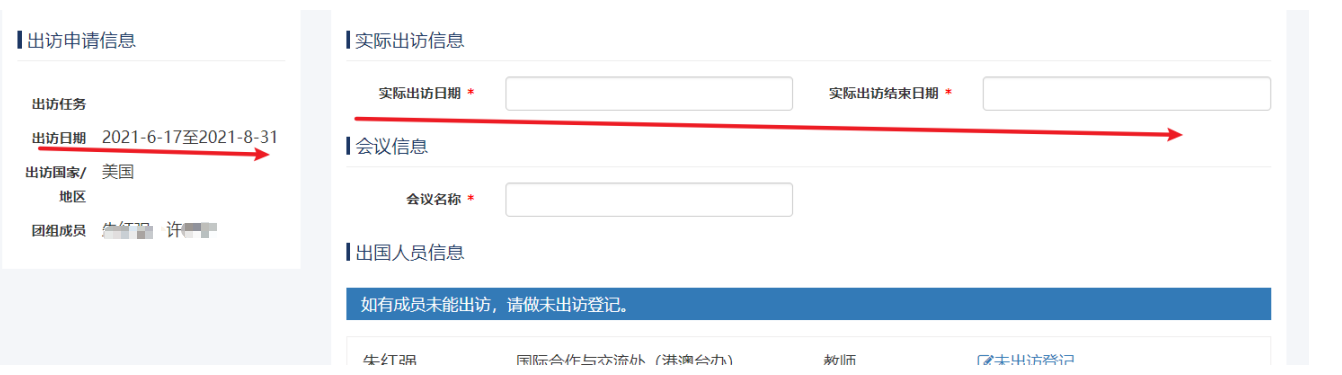 出访申请信息
出访任务
出访日期 2021-6-17至2021-8-31
出访国家/地区 美国
团组成员 许
实际出访信息
实际出访日期 * 实际出访结束日期 *
会议信息
会议名称 *
出国人员信息
如有成员未能出访，请做未出访登记。
朱红强 国际合作与交流处（港澳台办） 教师 未出访登记